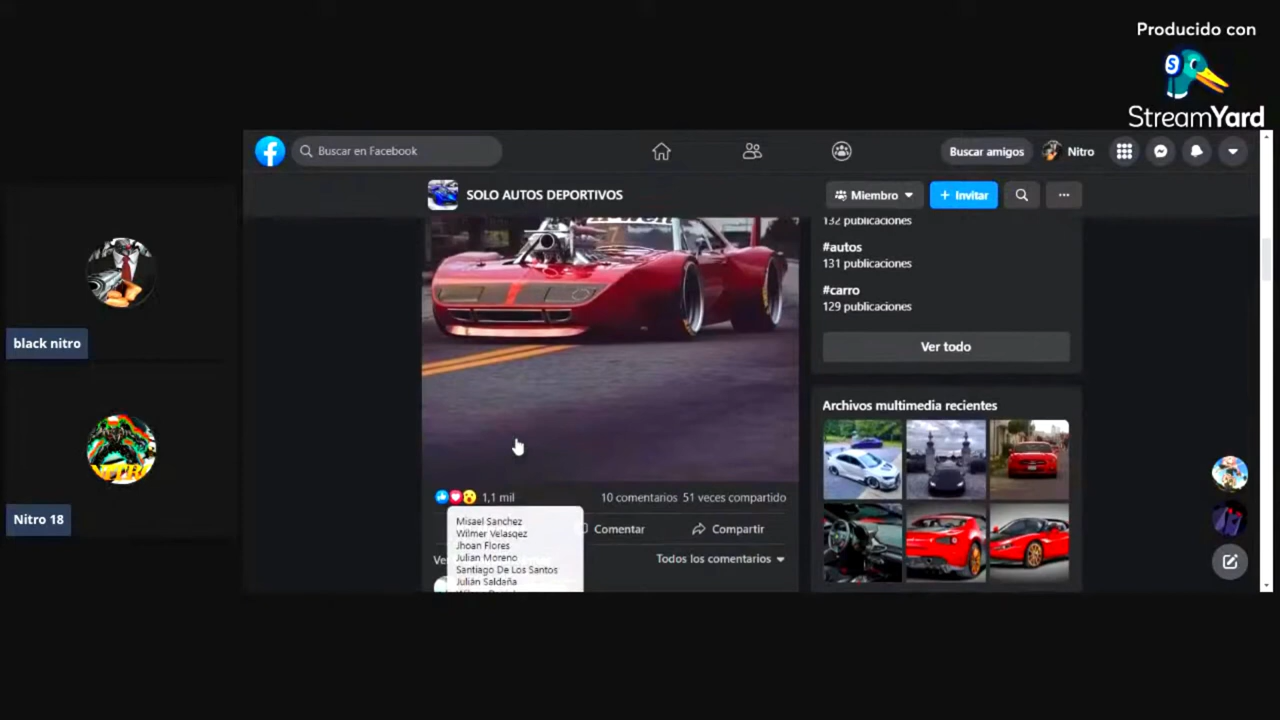 Producido con
StreamYard
Buscar en Facebook
Buscar amigos
Nitro
SOLO AUTOS DEPORTIVOS
Miembro
+ Invitar
132 publicaciones
#autos
131 publicaciones
#carro
129 publicaciones
Ver todo
Archivos multimedia recientes
black nitro
NITRO
Nitro 18
1,1 mil
10 comentarios 51 veces compartido
Misael Sanchez
Wilmer Velasqez
Jhoan Flores
Julian Moreno
Santiago De Los Santos
Julián Saldaña
Comentar
Compartir
Todos los comentarios